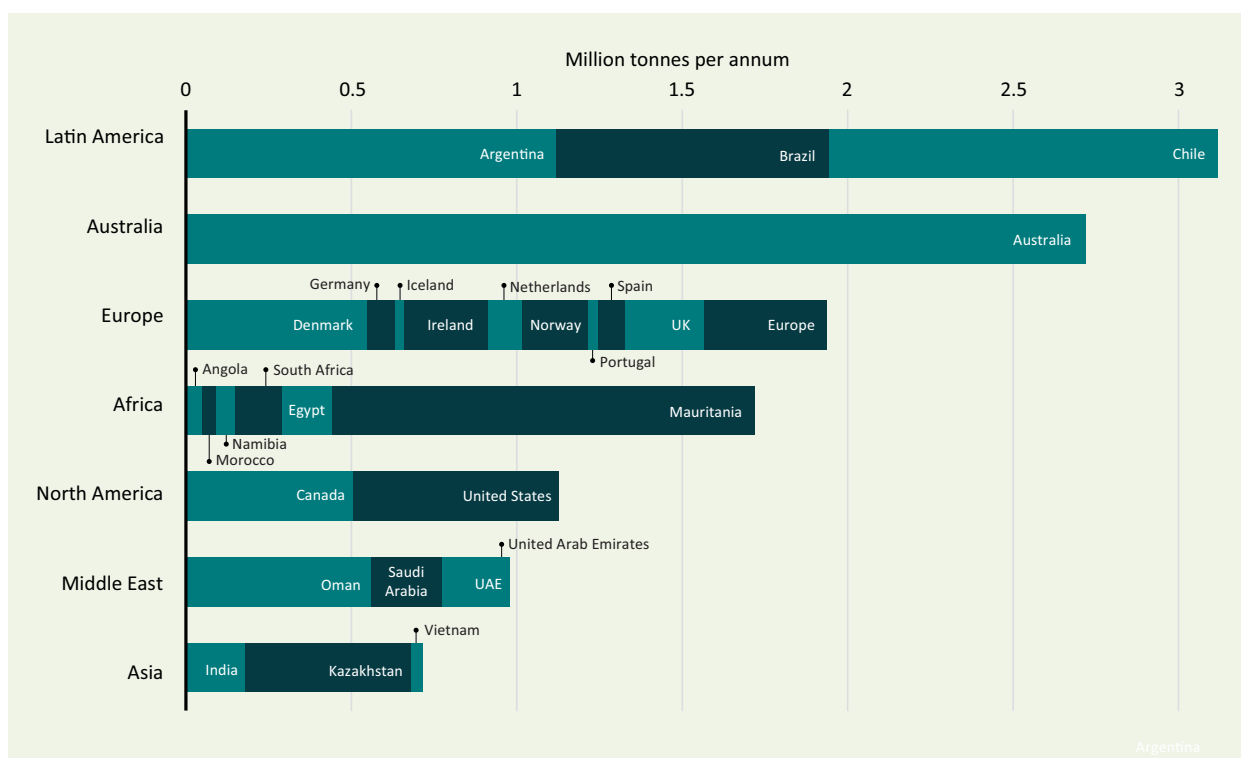 Million tonnes per annum
0 0.5 1 1.5 2 2.5 3
Latin America
Argentina
Brazil
Chile
Australia
Australia
Germany
Iceland
Netherlands
Spain
Europe
Denmark
Ireland
Norway
UK
Europe
Portugal
Angola
South Africa
Africa
Egypt
Mauritania
Namibia
Morocco
North America
Canada
United States
United Arab Emirates
Middle East
Oman
Saudi
Arabia
UAE
Vietnam
Asia
India
Kazakhstan
Argentina